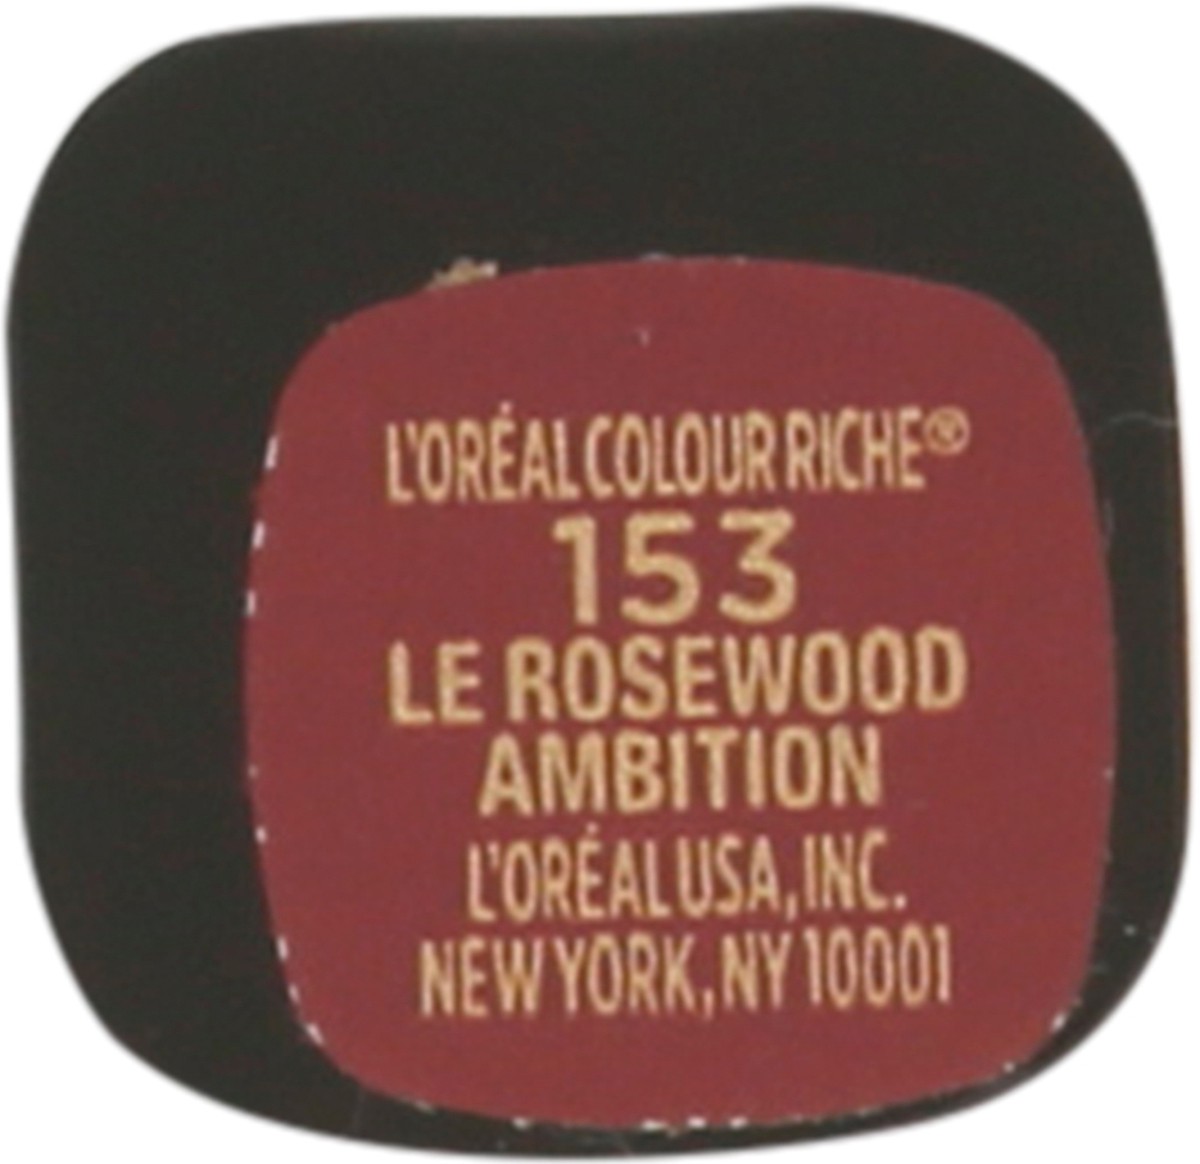 L'ORÉAL COLOUR RICHE®
153
LE ROSEWOOD
AMBITION
L'ORÉAL USA, INC.
NEW YORK, NY 10001